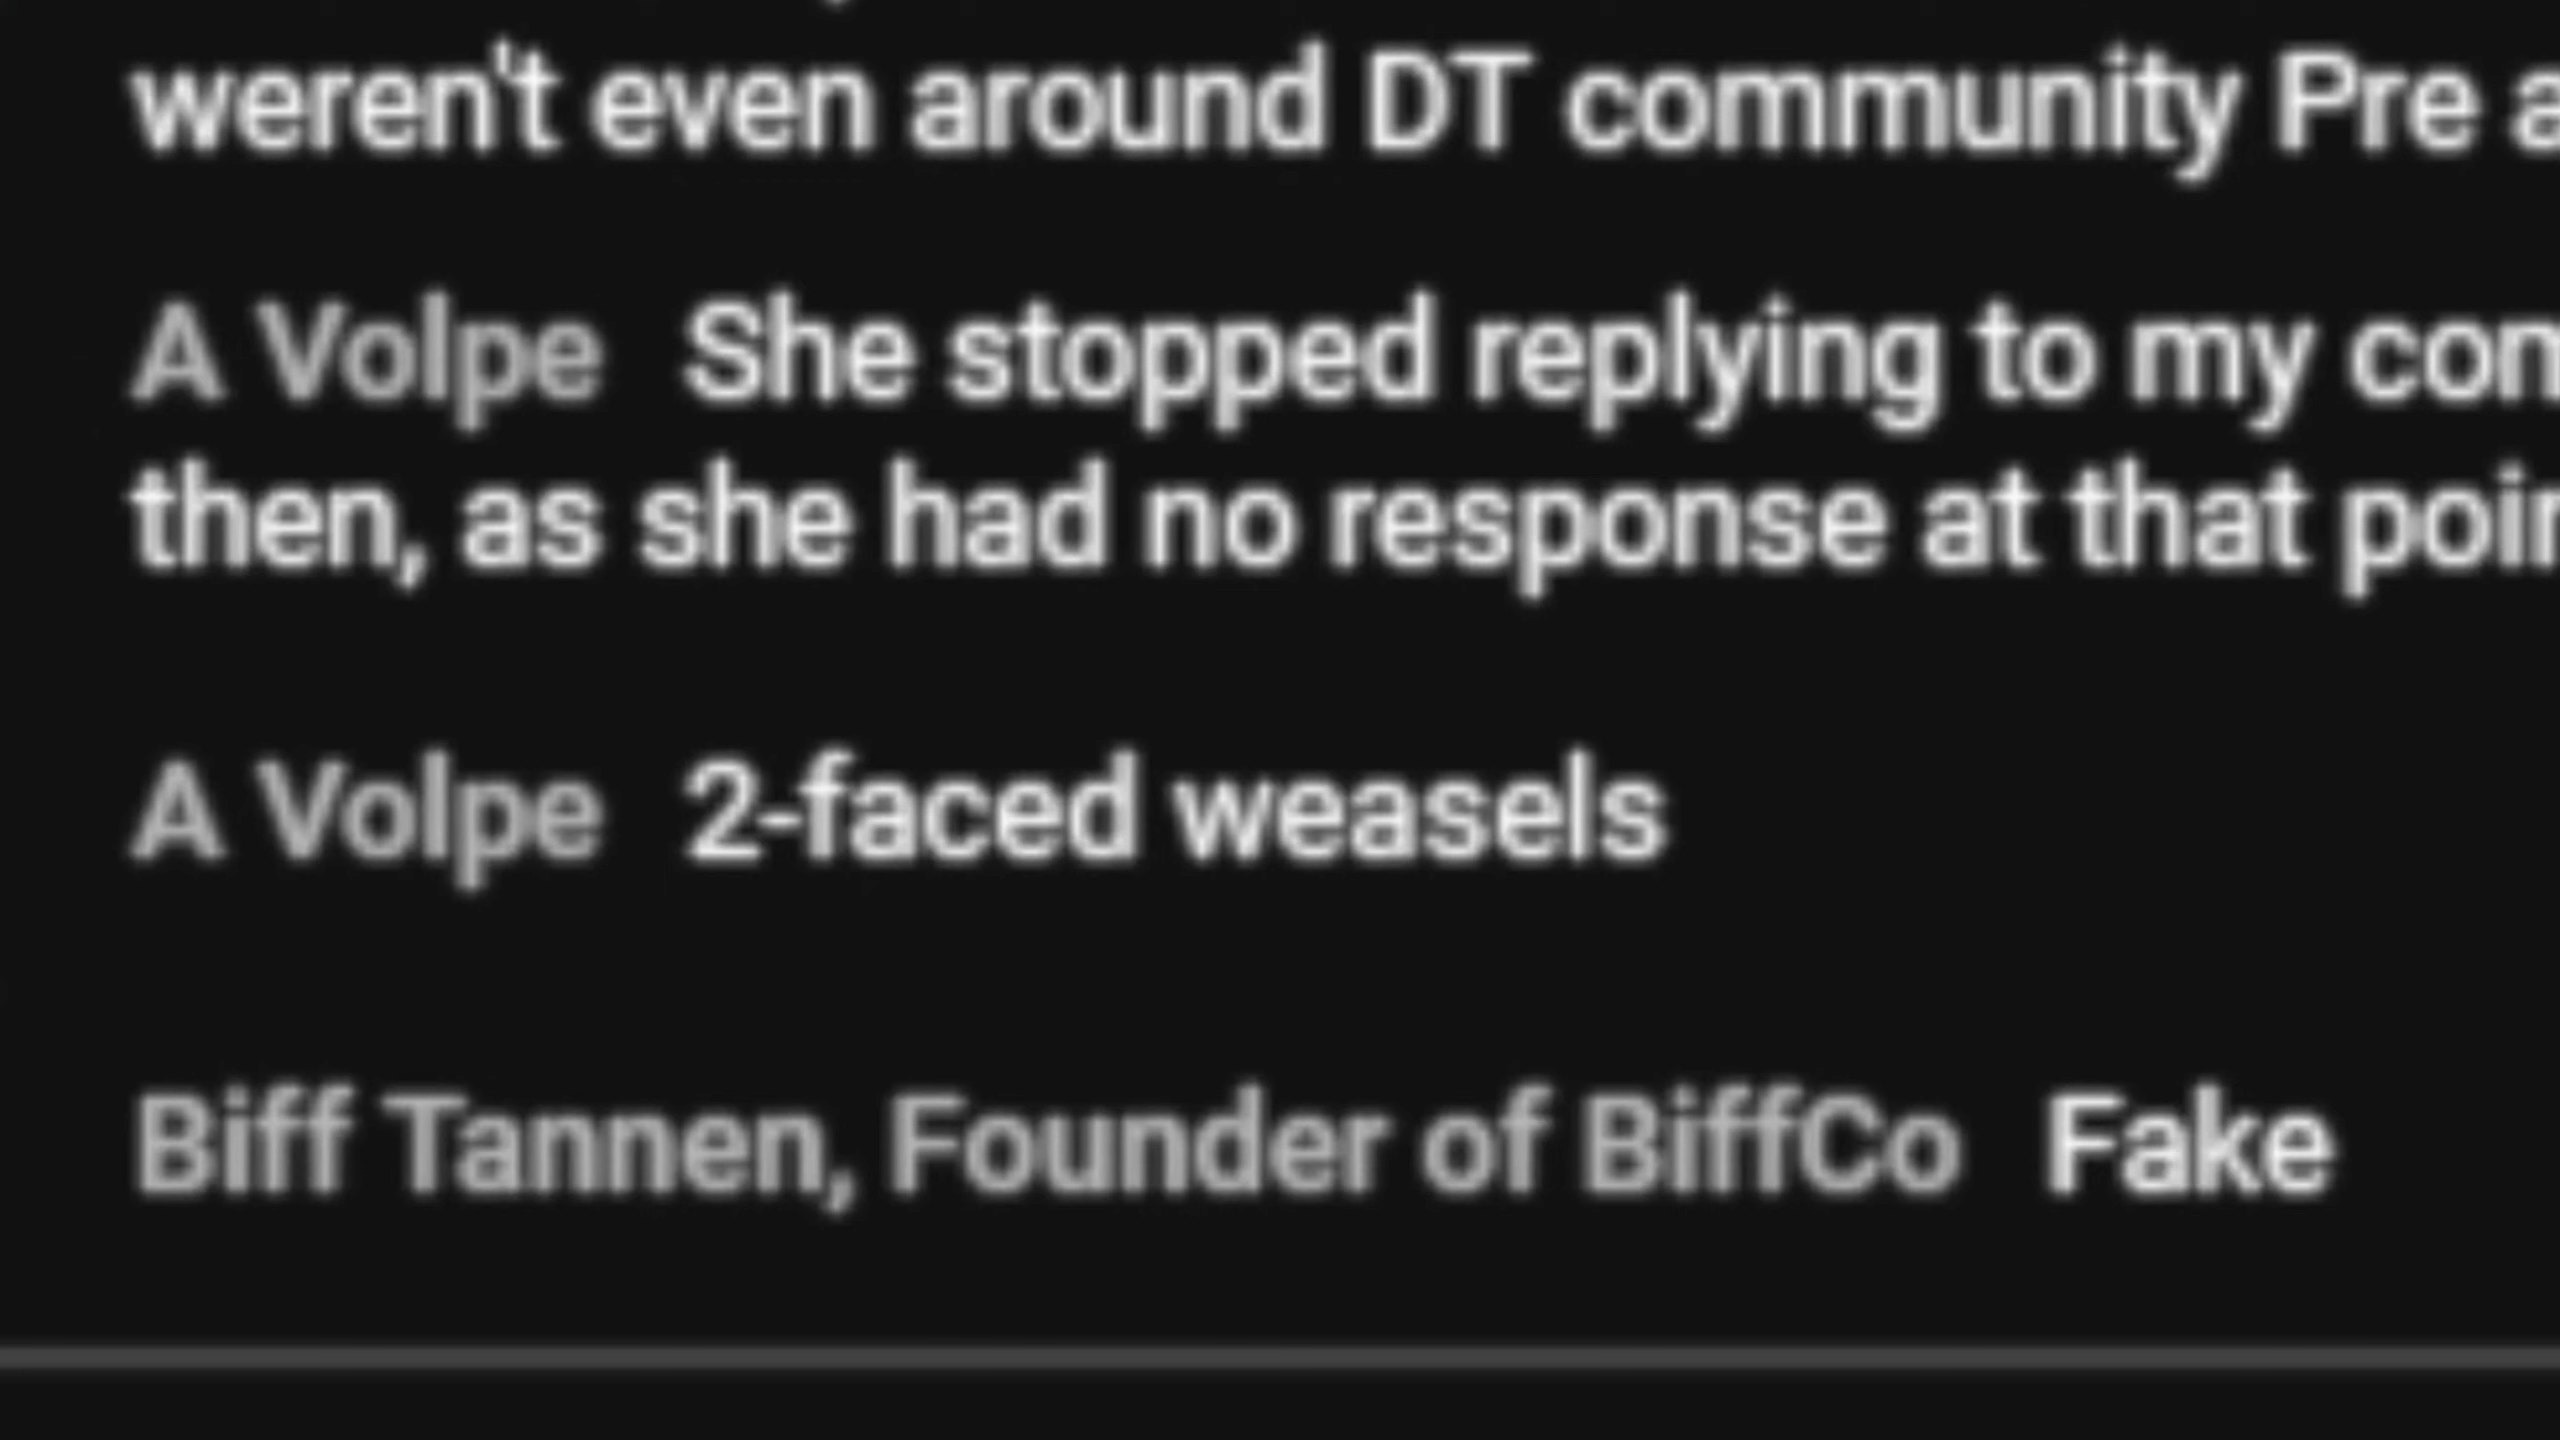 weren't even around DT community Pre
A Volpe She stopped replying to my
then, as she had no response at that
A Volpe 2-faced weasels
Biff Tannen, Founder of BiffCo Fake